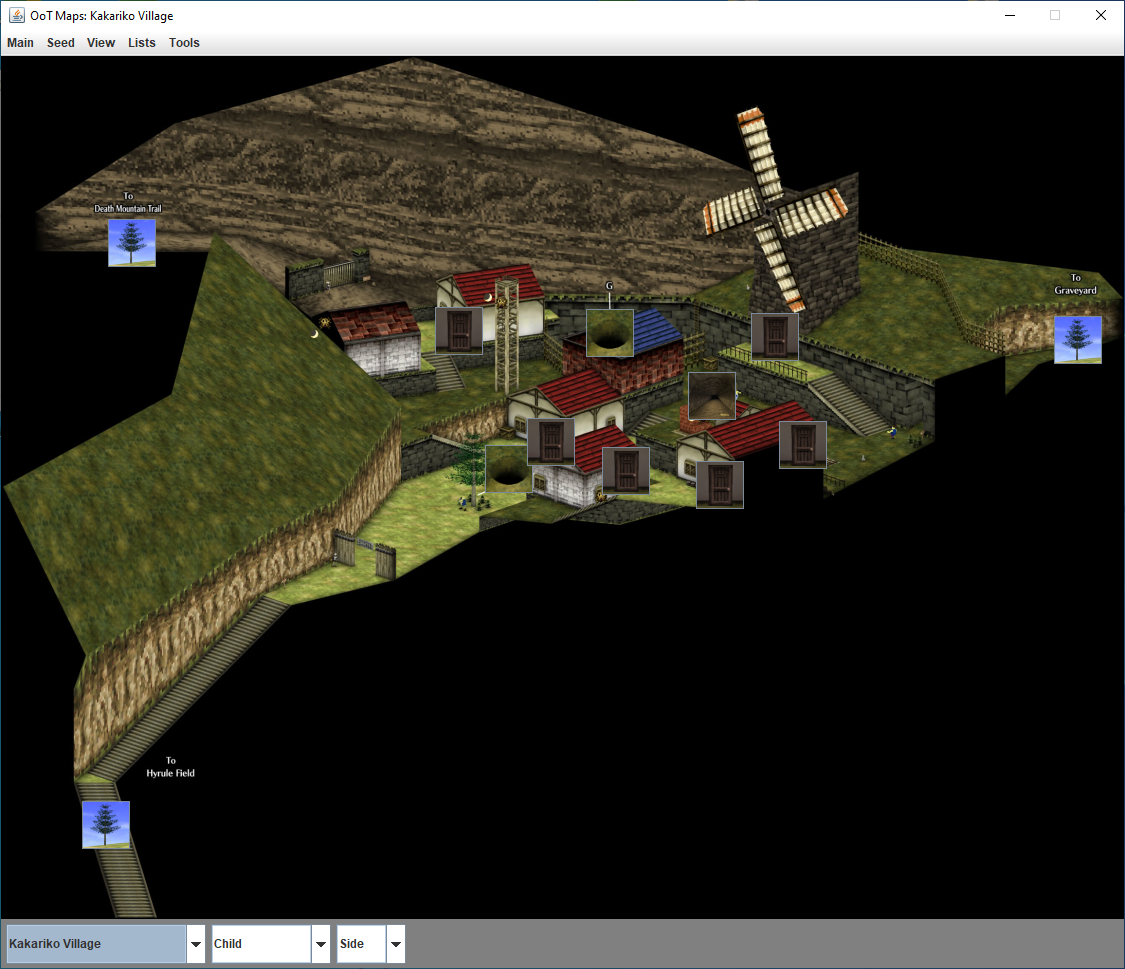 OoT Maps: Kakariko Village
Main Seed View Lists Tools
To
Death Mountain Trail
G
To
Graveyard
To
Hyrule Field
Kakariko Village Child Side